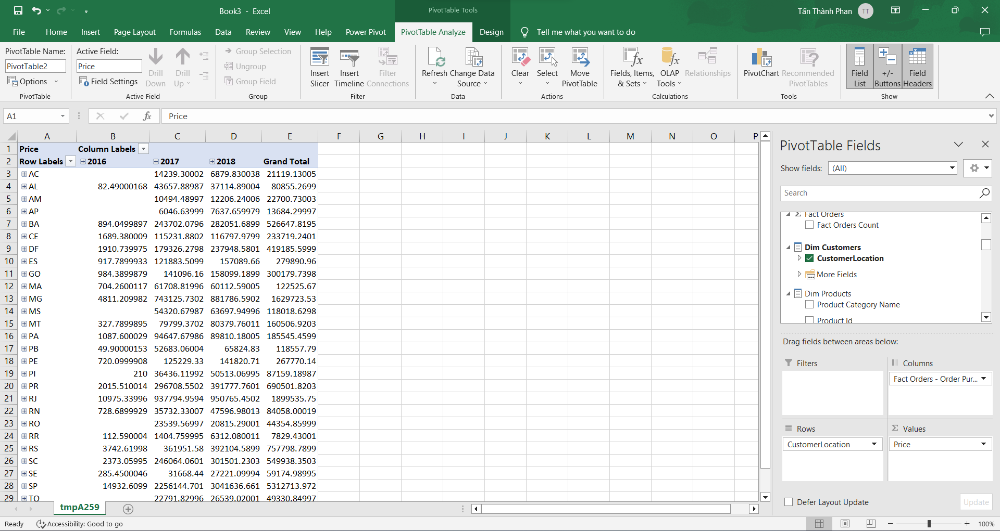 Book3 - Excel
PivotTable Tools
Tấn Thành Phan TT
File Home Insert Page Layout Formulas Data Review View Help Power Pivot PivotTable Analyze Design Tell me what you want to do
PivotTable Name:
PivotTable2
Options
PivotTable
Active Field:
Price
Field Settings
Drill Down
Drill Up
Active Field
Group Selection
Ungroup
Group Field
Group
Insert Slicer
Insert Timeline
Filter Connections
Filter
Refresh
Change Data Source
Data
Clear
Select
Move PivotTable
Actions
Fields, Items, & Sets
OLAP Tools
Relationships
Calculations
PivotChart
Recommended PivotTables
Tools
Field List
+/- Buttons
Field Headers
Show
A1 fx Price
A B C D E F G H I J K L M N O P
1 Price Column Labels
2 Row Labels 2016 2017 2018 Grand Total
3 AC 14239.30002 6879.830038 21119.13005
4 AL 82.49000168 43657.88987 37114.89004 80855.2699
5 AM 10494.48997 12206.24006 22700.73003
6 AP 6046.63999 7637.659979 13684.29997
7 BA 894.0499897 243702.0796 282051.6899 526647.8195
8 CE 1689.380009 115231.8802 116797.9799 233719.2401
9 DF 1910.739975 179326.2798 237948.5801 419185.5999
10 ES 917.7899933 121883.5099 157089.66 279890.96
11 GO 984.3899879 141096.16 158099.1899 300179.7398
12 MA 704.2600117 61708.81996 60112.59005 122525.67
13 MG 4811.209982 743125.7302 881786.5902 1629723.53
14 MS 54320.67987 63697.94996 118018.6298
15 MT 327.7899895 79799.3702 80379.76011 160506.9203
16 PA 1087.600029 94647.67986 89810.18005 185545.4599
17 PB 49.90000153 52683.06004 65824.83 118557.79
18 PE 720.0999908 125229.33 141820.71 267770.14
19 PI 210 36436.11992 50513.06995 87159.18987
20 PR 2015.510014 296708.5502 391777.7601 690501.8203
21 RJ 10975.33996 937794.9594 950765.4502 1899535.75
22 RN 728.6899929 35732.33007 47596.98013 84058.00019
23 RO 23539.56997 20815.29001 44354.85999
24 RR 112.590004 1404.759995 6312.080011 7829.43001
25 RS 3742.61998 361951.58 392104.5899 757798.7899
26 SC 2373.05995 246064.0601 301501.2303 549938.3503
27 SE 285.4500046 31668.44 27221.09994 59174.98995
28 SP 14932.6099 2256144.701 3041636.661 5312713.972
29 TO 22791.82996 26539.02001 49330.84997
tmpA259
PivotTable Fields
Show fields: (All)
Search
Σ Fact Orders
Fact Orders Count
Dim Customers
CustomerLocation
More Fields
Dim Products
Product Category Name
Product Id
Drag fields between areas below:
Filters
Columns
Fact Orders - Order Pur...
Rows
CustomerLocation
Σ Values
Price
Defer Layout Update
Update
Ready Accessibility: Good to go
− + 100%